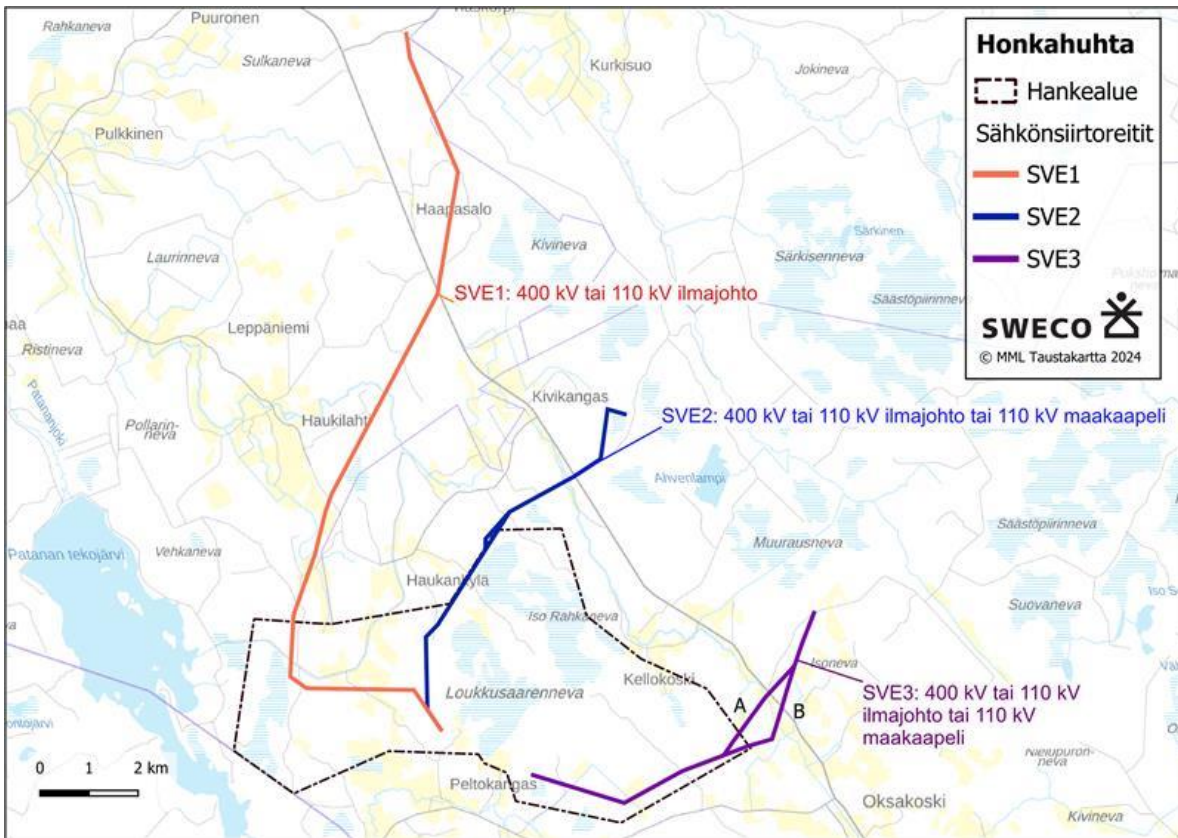 Puuronen
Rahkaneva
Sulkaneva
Kurkisuo
Jokineva
Pulkkinen
Haapasalo
Kivineva
Särkinen
Särkisenneva
Laurinneva
Säästöpiirinneva
SVE1: 400 kV tai 110 kV ilmajohto
Leppäniemi
Ristineva
Patananjoki
Kivikangas
Pollarin-
neva
Haukilahti
SVE2: 400 kV tai 110 kV ilmajohto tai 110 kV maakaapeli
Ahvenlampi
Säästöpiirinneva
Patanan tekojärvi
Vehkaneva
Muurausneva
Haukankylä
Iso Rahkaneva
Suovaneva
Isoneva
Kellokoski
Loukkusaarenneva
A
B
SVE3: 400 kV tai 110 kV
ilmajohto tai 110 kV
maakaapeli
0 1 2 km
Peltokangas
Oksakoski
Kivineva
Honkahuhta
Hankealue
Sähkönsiirtoreitit
SVE1
SVE2
SVE3
SWECO
© MML Taustakartta 2024